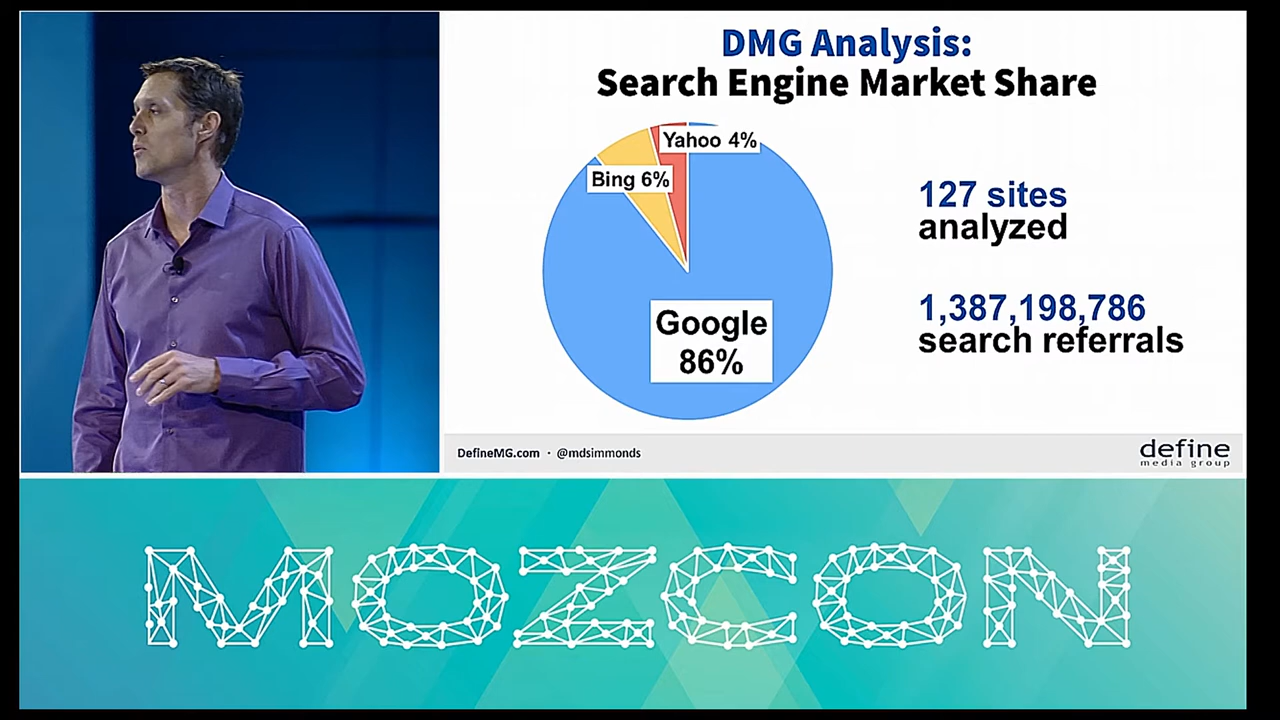 DMG Analysis:
Search Engine Market Share
Yahoo 4%
Bing 6%
Google
86%
127 sites
analyzed
1,387,198,786
search referrals
DefineMG.com · @mdsimmonds
define
media group
MOZCON